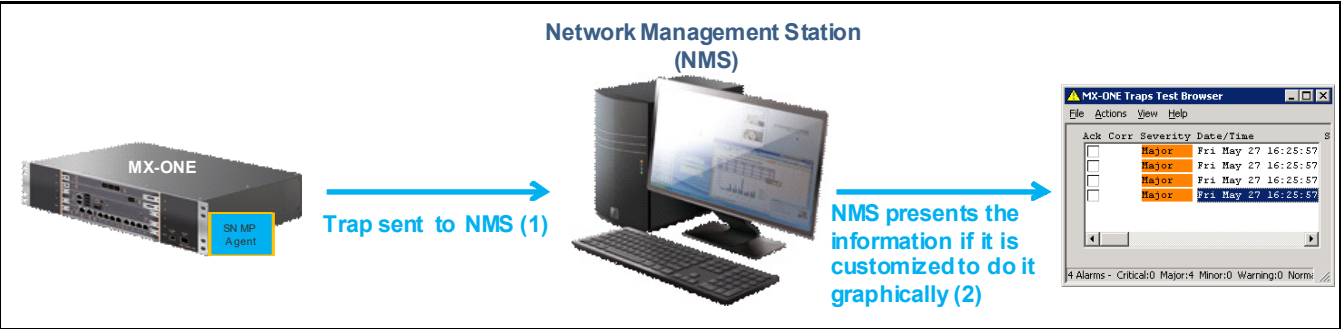 Network Management Station
(NMS)
MX-ONE
SNMP
Agent
Trap sent to NMS (1)
NMS presents the
information if it is
customized to do it
graphically (2)
MX-ONE Traps Test Browser
File Actions View Help
Ack Corr Severity Date/Time S
Major Fri May 27 16:25:57
Major Fri May 27 16:25:57
Major Fri May 27 16:25:57
Major Fri May 27 16:25:57
4 Alarms - Critical:0 Major:4 Minor:0 Warning:0 Norma